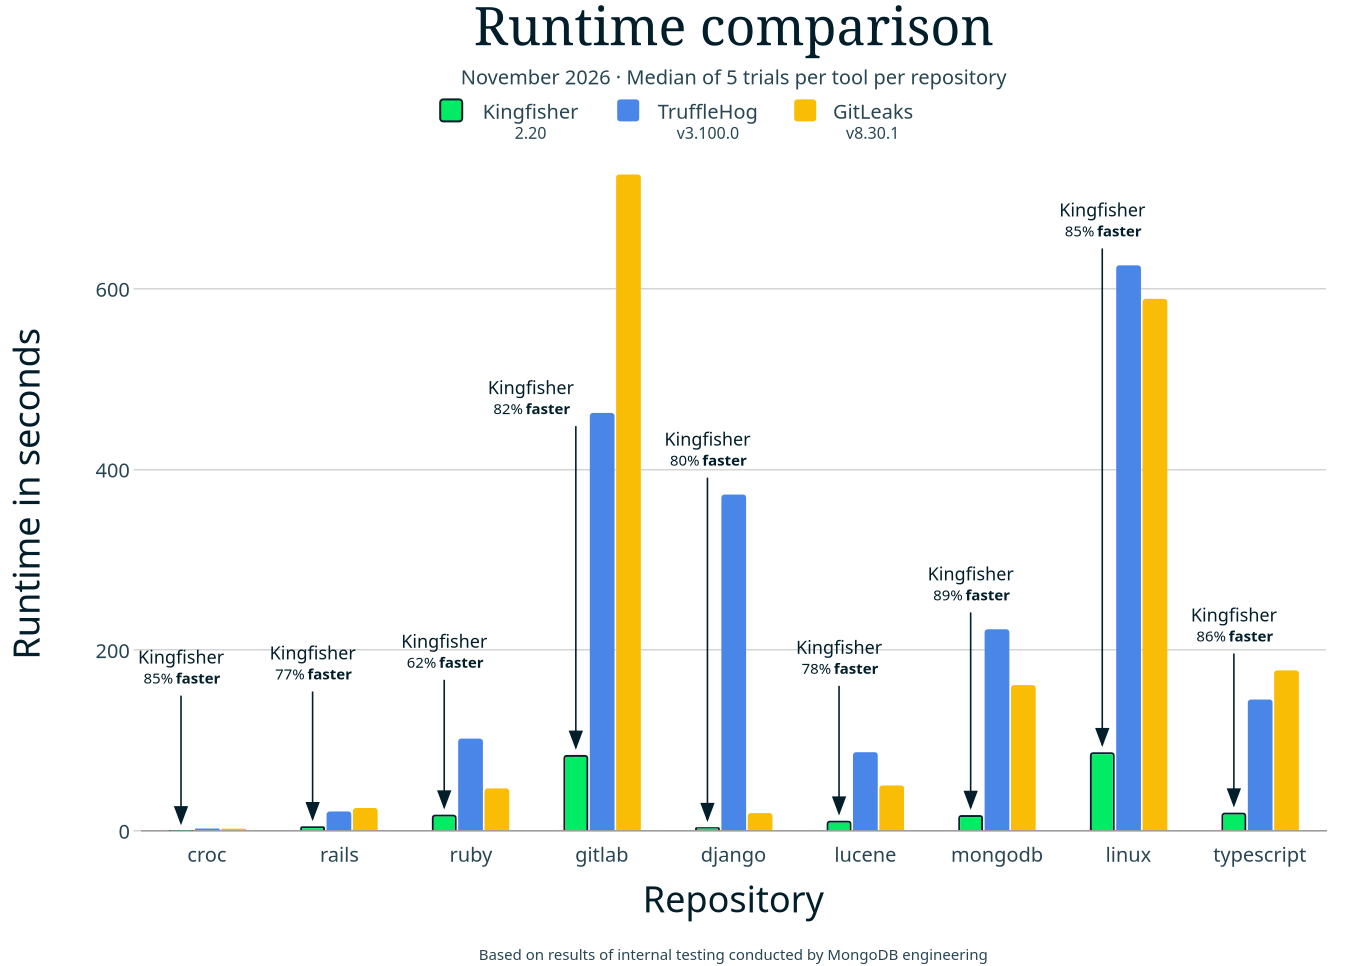 Runtime comparison
November 2026 · Median of 5 trials per tool per repository
Kingfisher
2.20
TruffleHog
v3.100.0
GitLeaks
v8.30.1
Runtime in seconds
600
400
200
0
Kingfisher
85% faster
Kingfisher
77% faster
Kingfisher
62% faster
Kingfisher
82% faster
Kingfisher
80% faster
Kingfisher
78% faster
Kingfisher
89% faster
Kingfisher
85% faster
Kingfisher
86% faster
croc
rails
ruby
gitlab
django
lucene
mongodb
linux
typescript
Repository
Based on results of internal testing conducted by MongoDB engineering